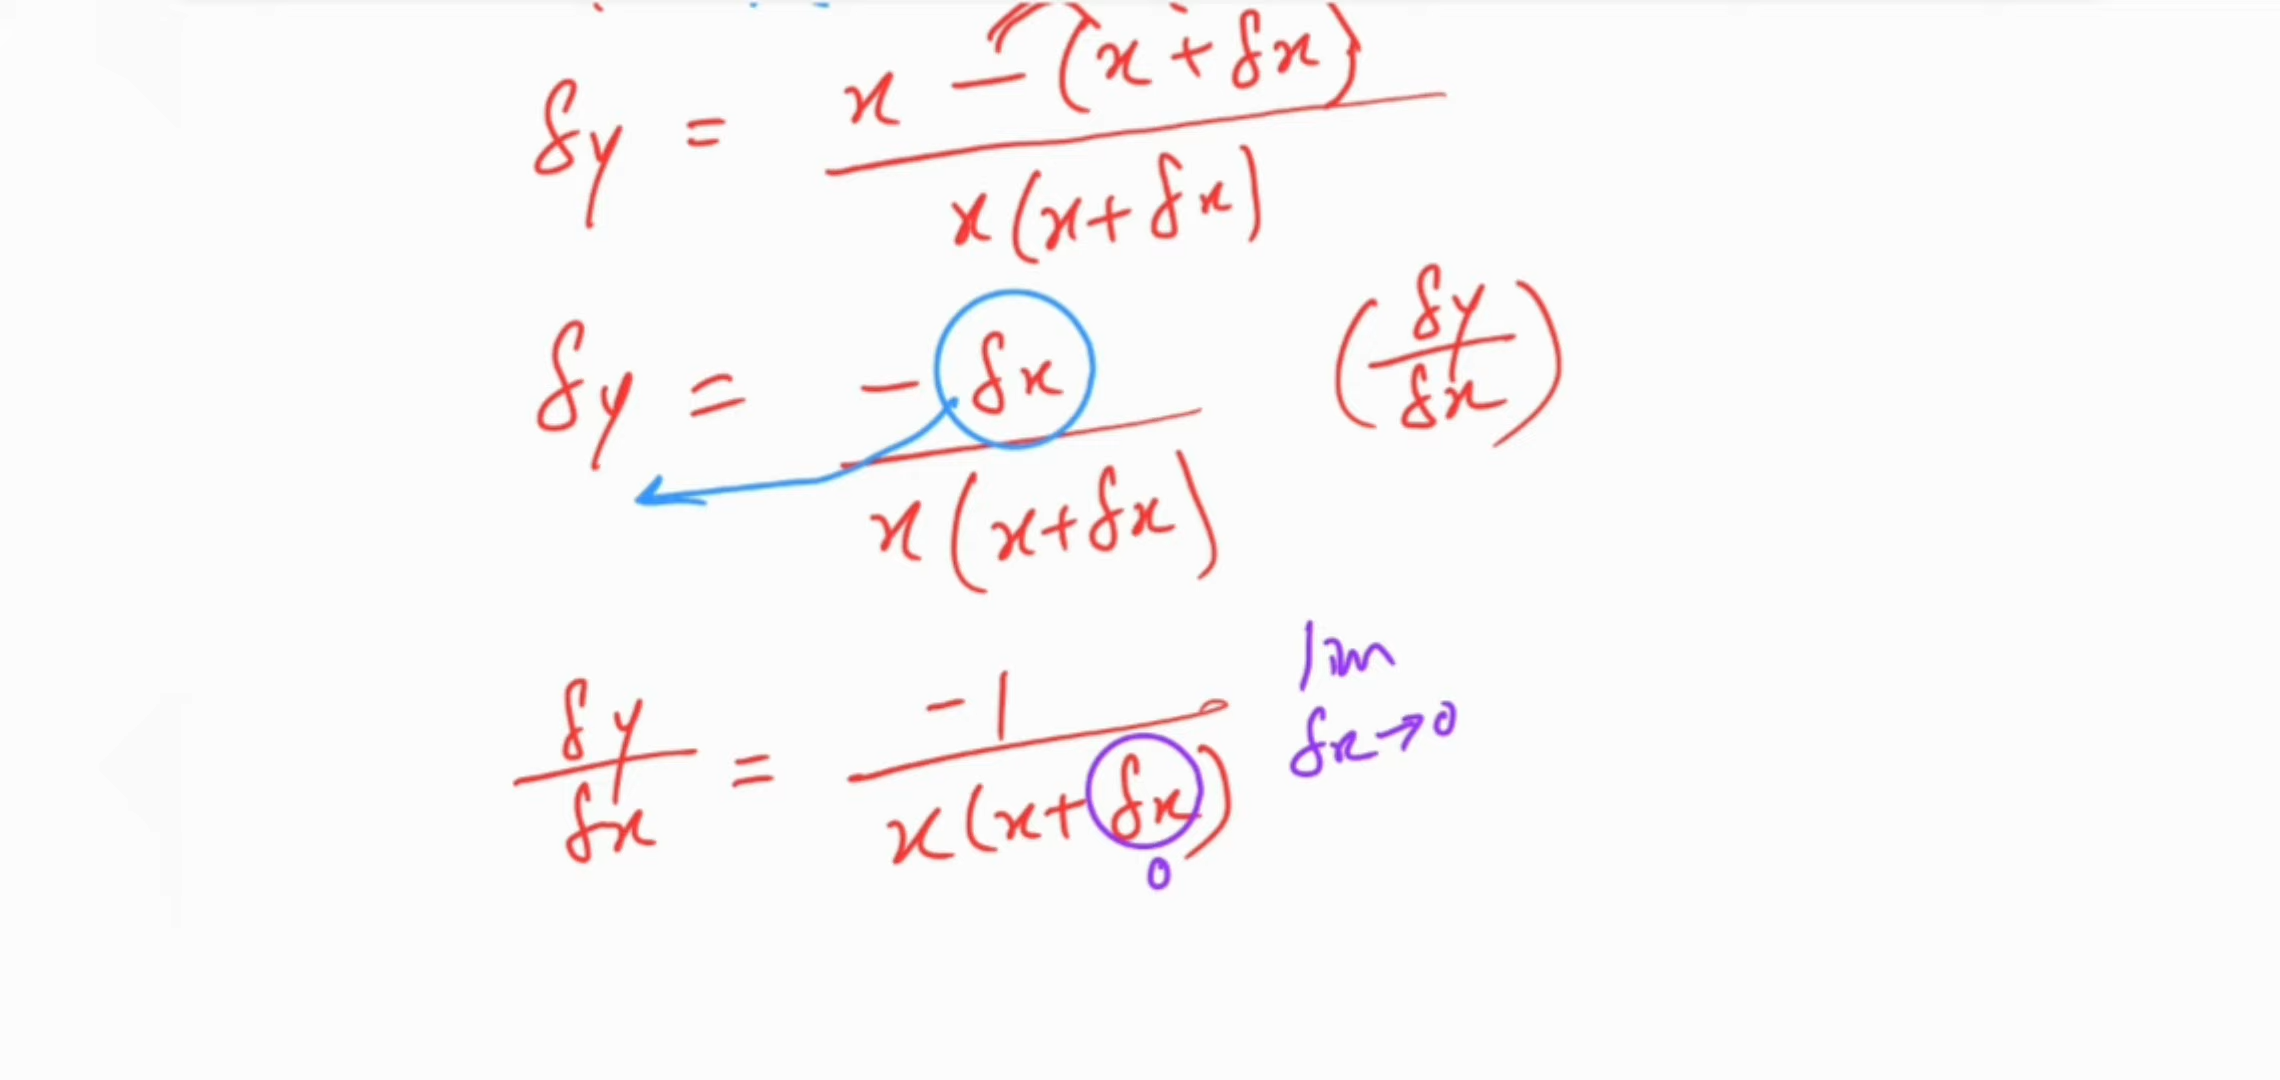 δy = x - (x + δx) / x(x + δx)
δy = - δx / x(x + δx) (δy/δx)
δy/δx = -1 / x(x + δx) lim δx→0
0